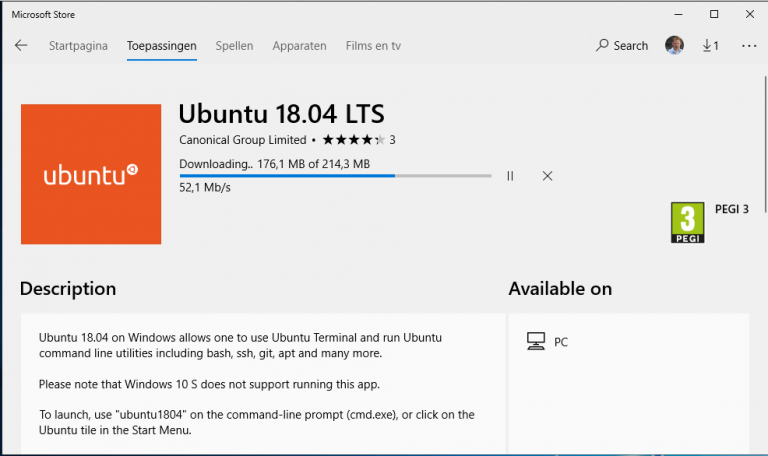 Microsoft Store
Startpagina Toepassingen Spellen Apparaten Films en tv Search 1
ubuntu
Ubuntu 18.04 LTS
Canonical Group Limited • ★★★★★ 3
Downloading.. 176,1 MB of 214,3 MB
52,1 Mb/s
3
PEGI
PEGI 3
Description
Available on
Ubuntu 18.04 on Windows allows one to use Ubuntu Terminal and run Ubuntu
command line utilities including bash, ssh, git, apt and many more.
Please note that Windows 10 S does not support running this app.
To launch, use "ubuntu1804" on the command-line prompt (cmd.exe), or click on the
Ubuntu tile in the Start Menu.
PC